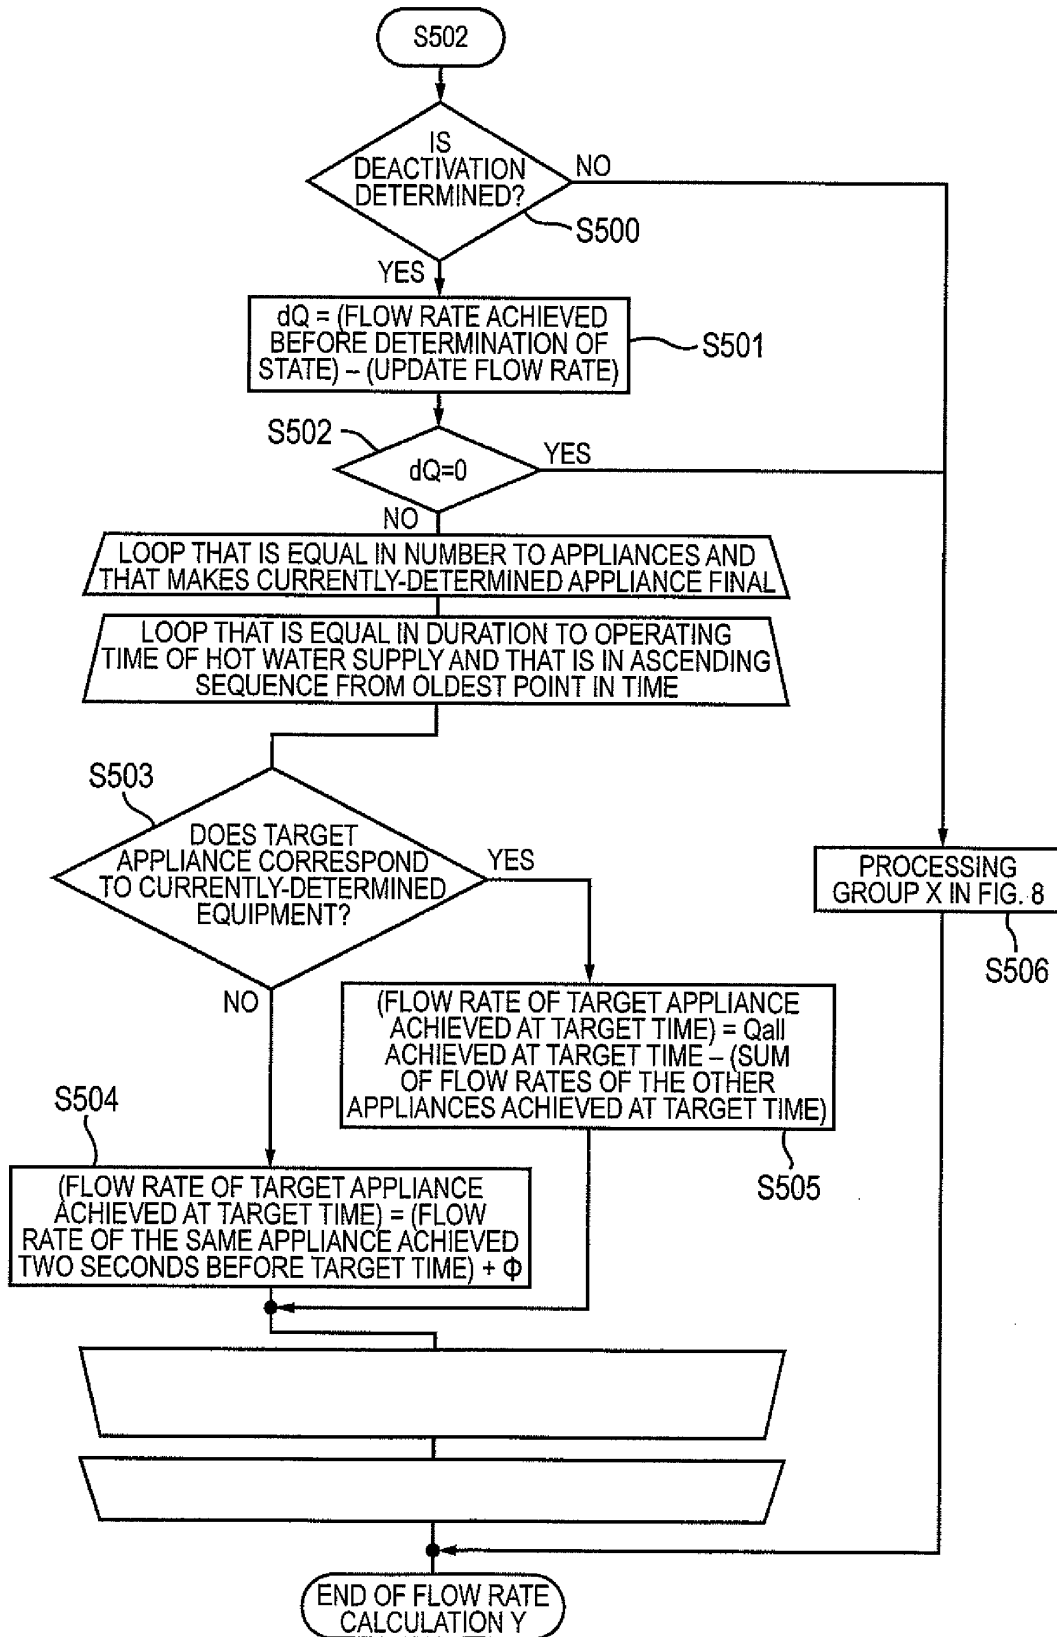 S502
IS
DEACTIVATION
DETERMINED?
NO
S500
YES
dQ = (FLOW RATE ACHIEVED
BEFORE DETERMINATION OF
STATE) – (UPDATE FLOW RATE)
S501
S502
dQ=0
YES
NO
LOOP THAT IS EQUAL IN NUMBER TO APPLIANCES AND
THAT MAKES CURRENTLY-DETERMINED APPLIANCE FINAL
LOOP THAT IS EQUAL IN DURATION TO OPERATING
TIME OF HOT WATER SUPPLY AND THAT IS IN ASCENDING
SEQUENCE FROM OLDEST POINT IN TIME
S503
DOES TARGET
APPLIANCE CORRESPOND
TO CURRENTLY-DETERMINED
EQUIPMENT?
YES
NO
PROCESSING
GROUP X IN FIG. 8
S506
(FLOW RATE OF TARGET APPLIANCE
ACHIEVED AT TARGET TIME) = Qall
ACHIEVED AT TARGET TIME – (SUM
OF FLOW RATES OF THE OTHER
APPLIANCES ACHIEVED AT TARGET TIME)
S505
S504
(FLOW RATE OF TARGET APPLIANCE
ACHIEVED AT TARGET TIME) = (FLOW
RATE OF THE SAME APPLIANCE ACHIEVED
TWO SECONDS BEFORE TARGET TIME) + Φ
END OF FLOW RATE
CALCULATION Y